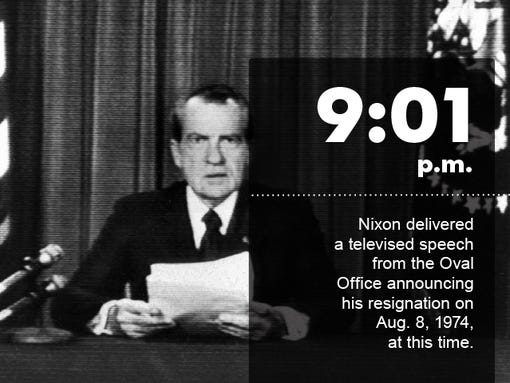 9:01
p.m.
Nixon delivered
a televised speech
from the Oval
Office announcing
his resignation on
Aug. 8, 1974,
at this time.